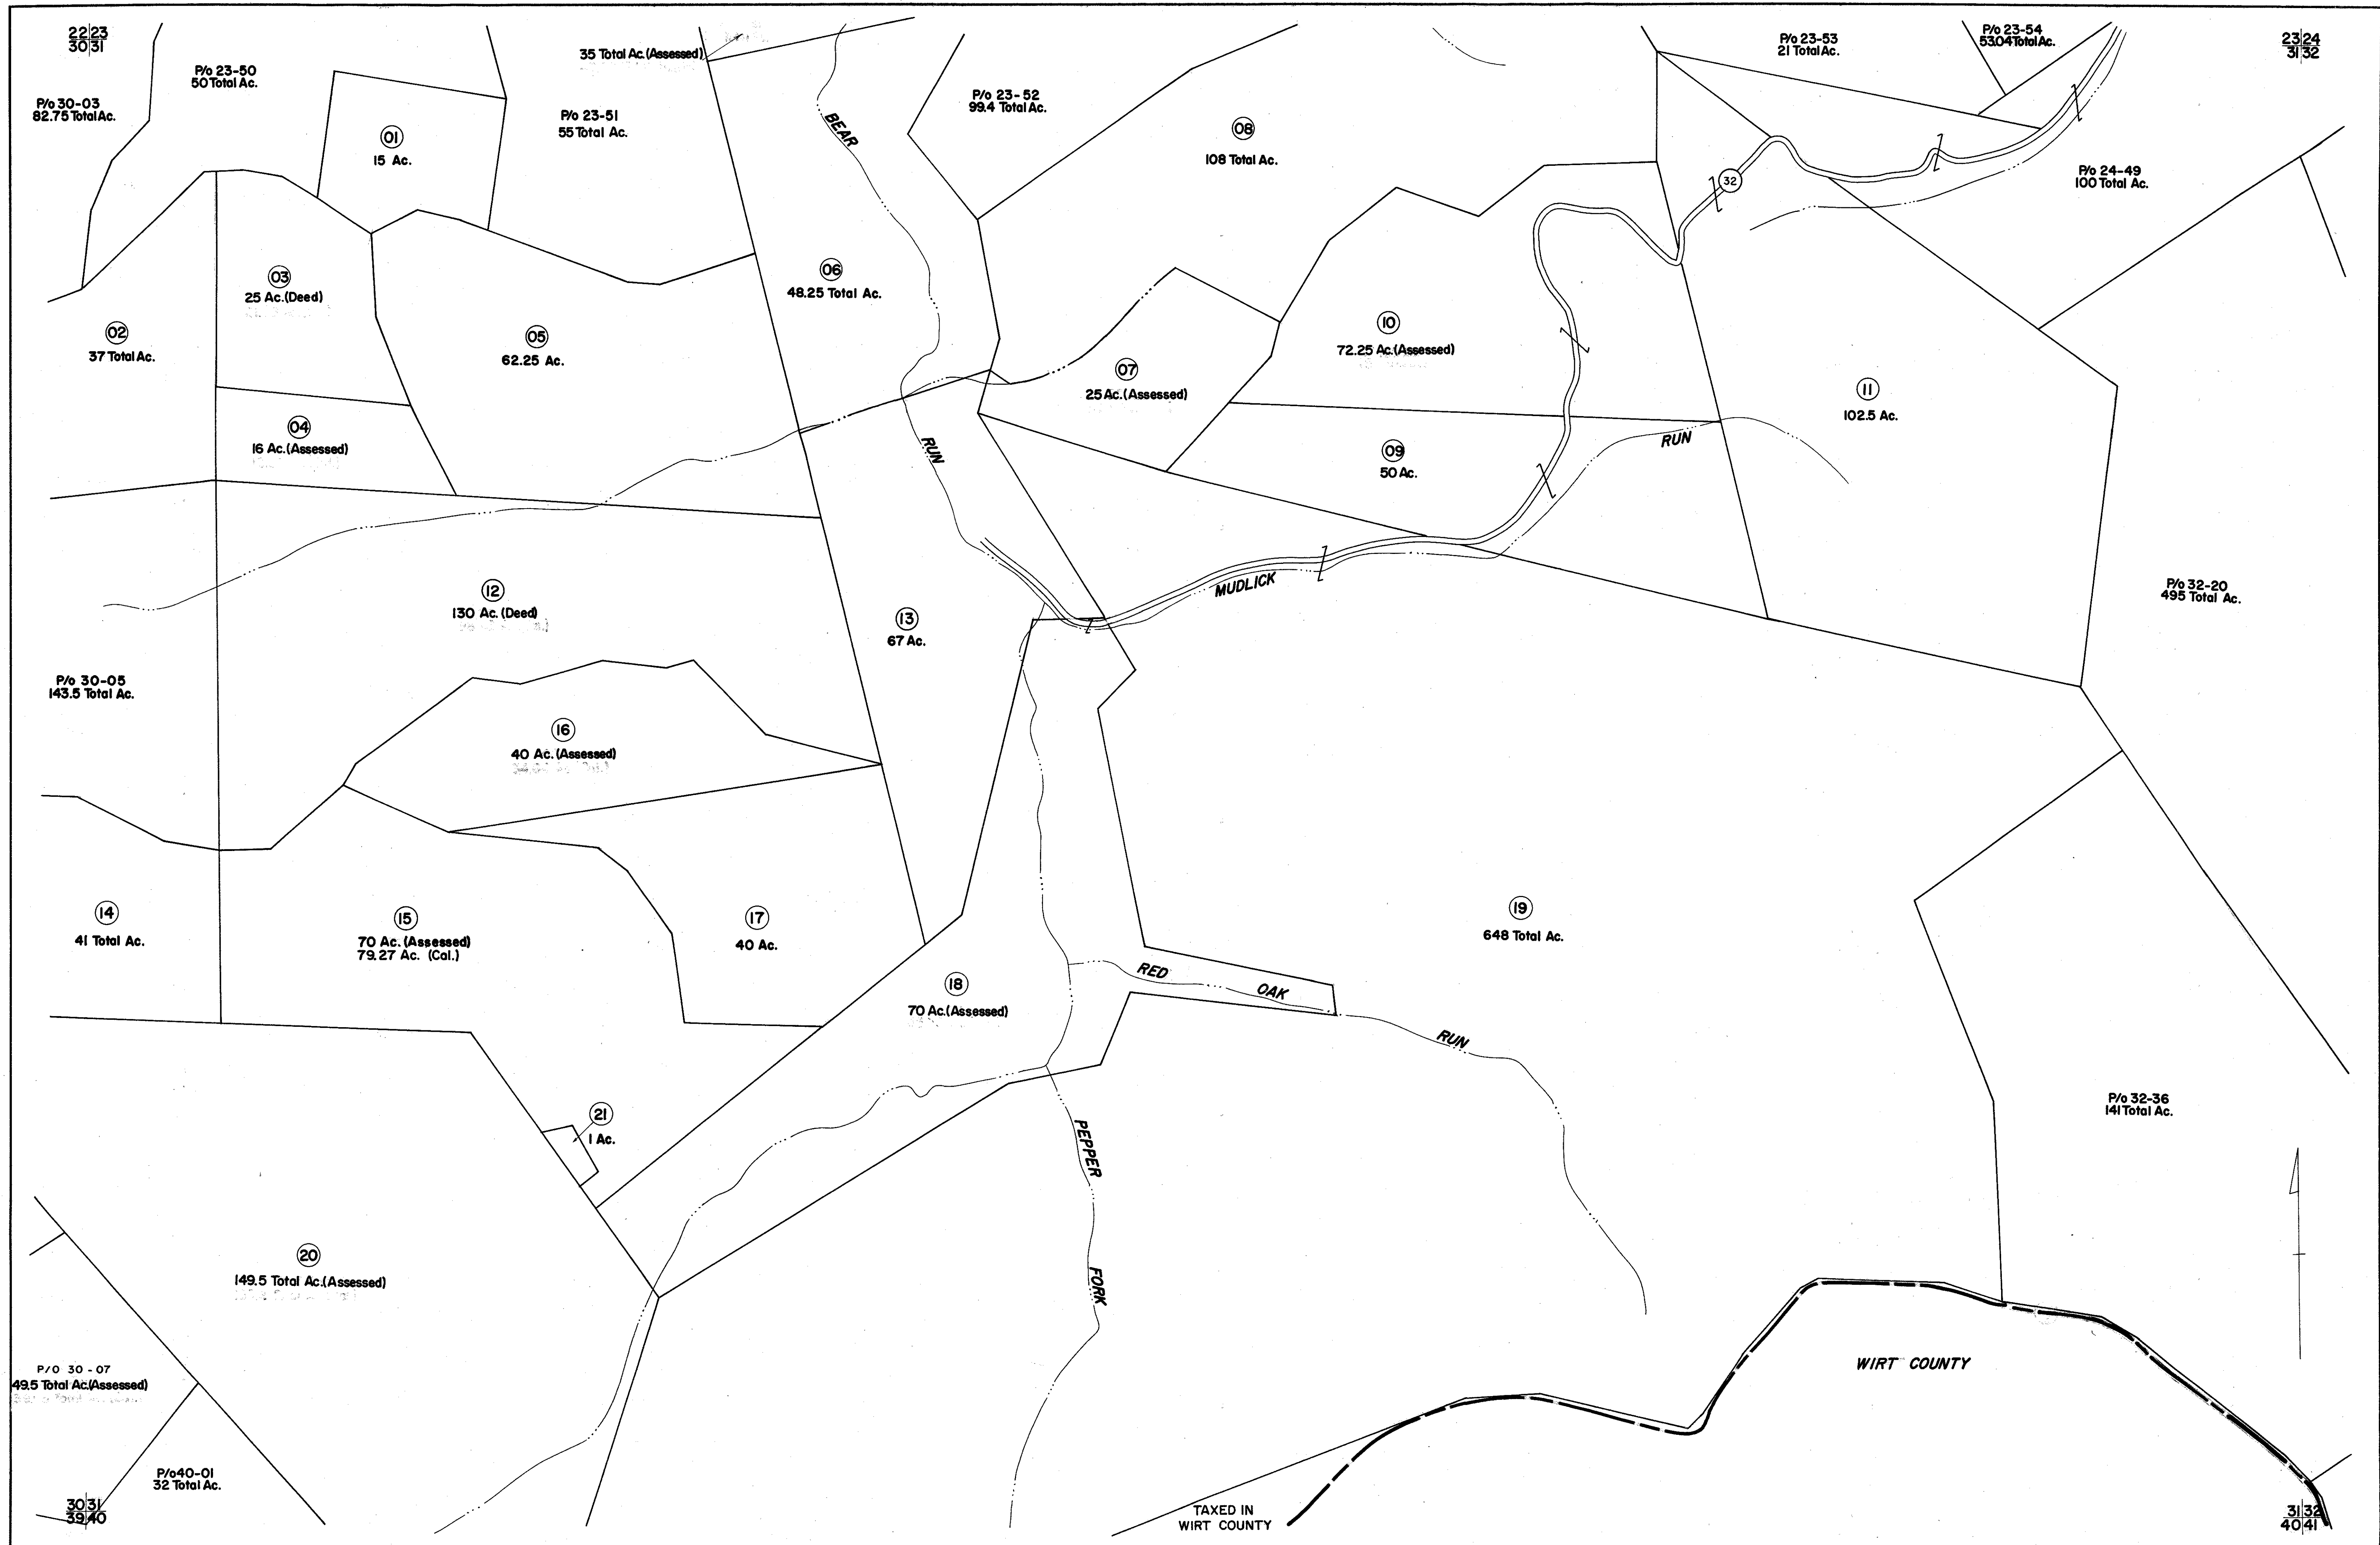 22 23
30 31
P/o 23-50
50 Total Ac.
P/o 30-03
82.75 Total Ac.
01
15 Ac.
35 Total Ac.(Assessed)
P/o 23-51
55 Total Ac.
BEAR
P/o 23-52
99.4 Total Ac.
08
108 Total Ac.
P/o 23-53
21 Total Ac.
P/o 23-54
53.04 Total Ac.
23 24
31 32
32
P/o 24-49
100 Total Ac.
02
37 Total Ac.
03
25 Ac.(Deed)
04
16 Ac.(Assessed)
05
62.25 Ac.
06
48.25 Total Ac.
07
25 Ac.(Assessed)
10
72.25 Ac.(Assessed)
11
102.5 Ac.
RUN
09
50 Ac.
RUN
MUDLICK
12
130 Ac. (Deed)
13
67 Ac.
P/o 32-20
495 Total Ac.
P/o 30-05
143.5 Total Ac.
16
40 Ac. (Assessed)
14
41 Total Ac.
15
70 Ac. (Assessed)
79.27 Ac. (Cal.)
17
40 Ac.
18
70 Ac.(Assessed)
RED
OAK
RUN
19
648 Total Ac.
21
1 Ac.
PEPPER
FORK
P/o 32-36
141 Total Ac.
20
149.5 Total Ac.(Assessed)
P/O 30-07
49.5 Total Ac.(Assessed)
P/o 40-01
32 Total Ac.
30 31
39 40
WIRT COUNTY
TAXED IN
WIRT COUNTY
31 32
40 41